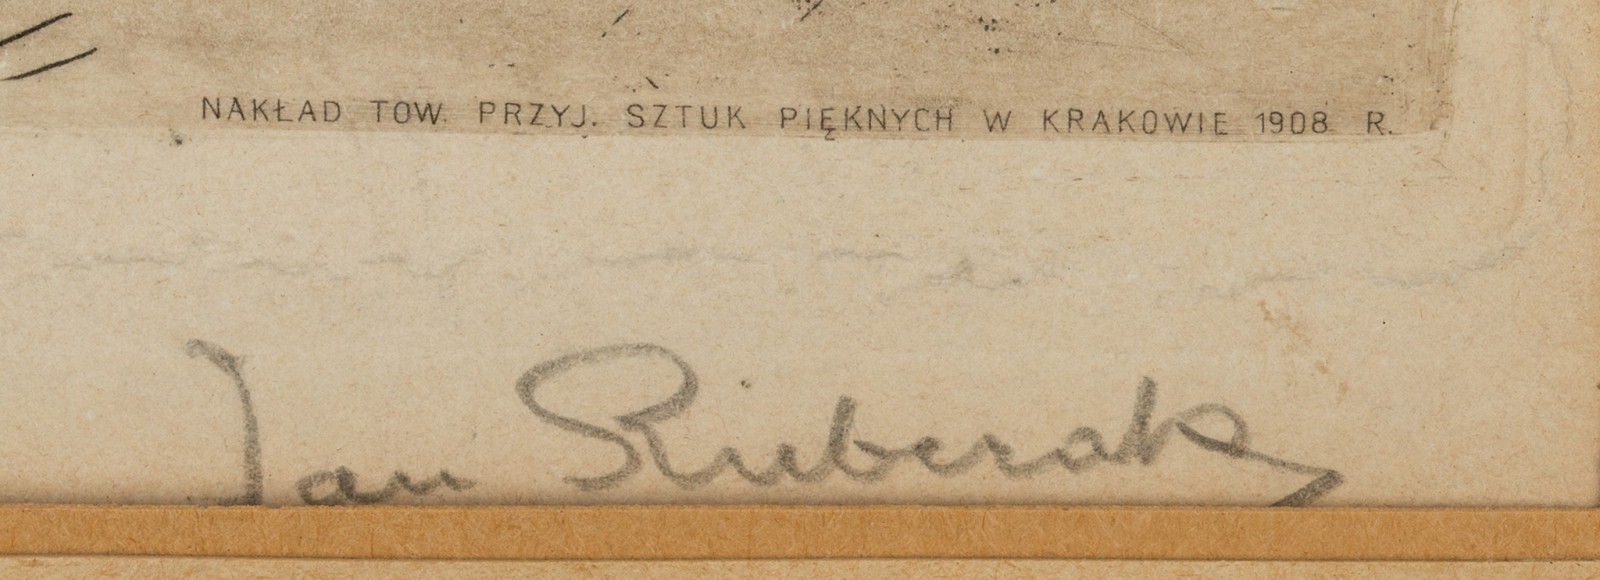 NAKŁAD TOW. PRZYJ. SZTUK PIĘKNYCH W KRAKOWIE 1908 R.
Jan Rubczak